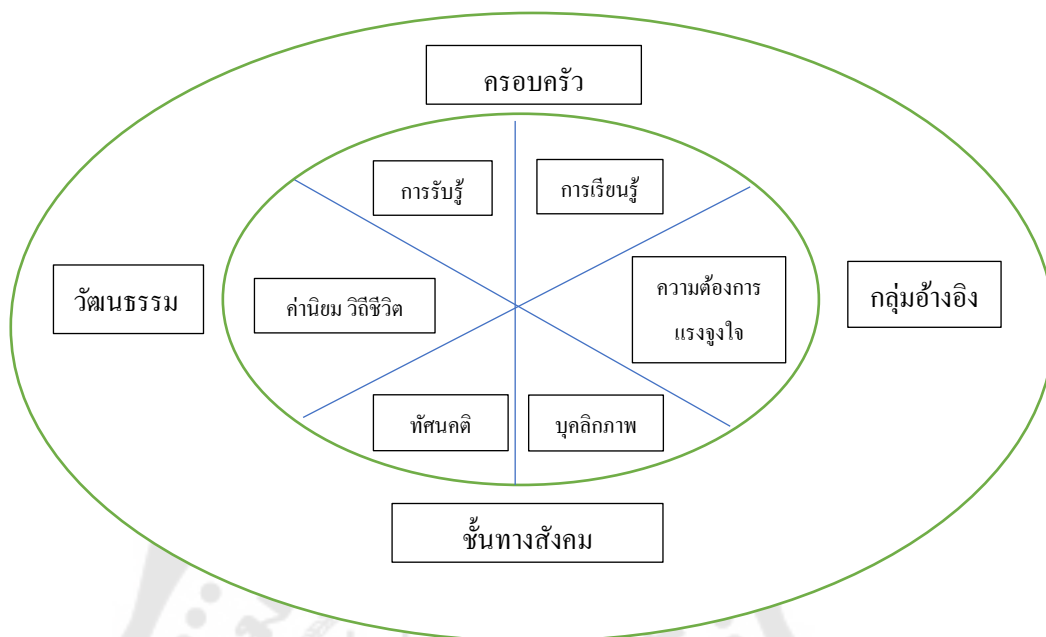 ครอบครัว
การรับรู้
การเรียนรู้
วัฒนธรรม
ค่านิยม วิถีชีวิต
ความต้องการ
แรงจูงใจ
กลุ่มอ้างอิง
ทัศนคติ
บุคลิกภาพ
ชั้นทางสังคม